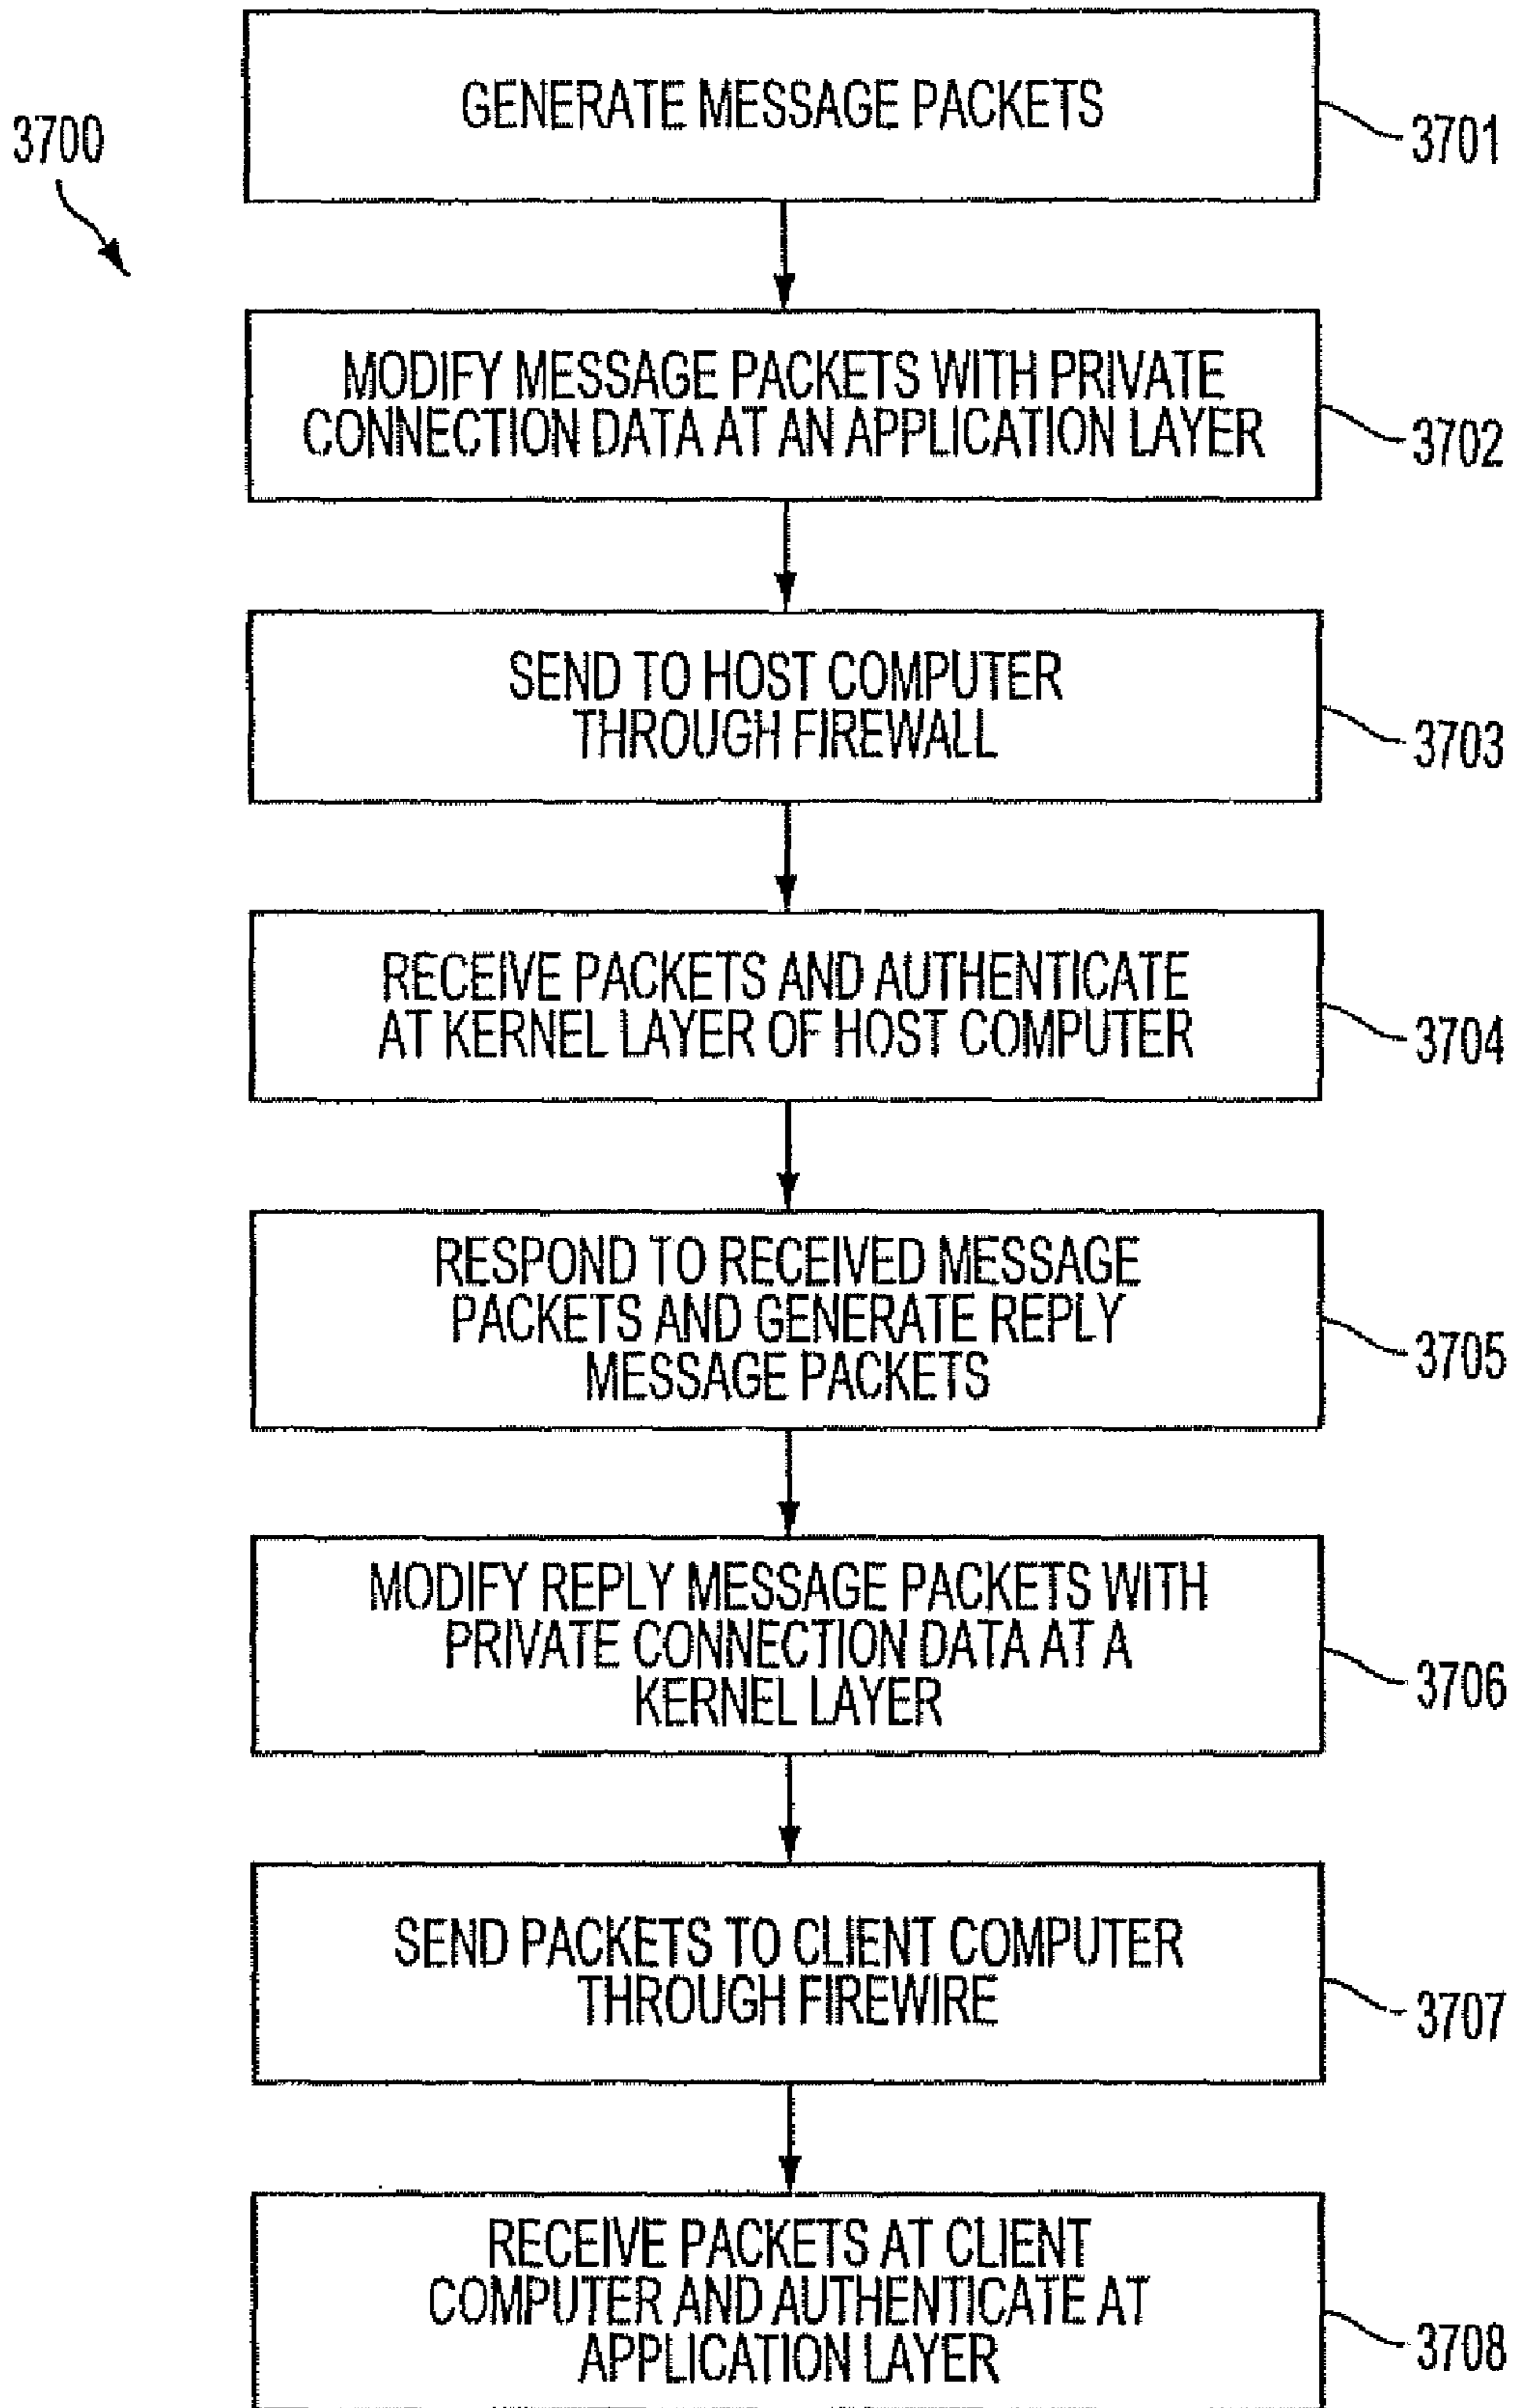 3700
GENERATE MESSAGE PACKETS
3701
MODIFY MESSAGE PACKETS WITH PRIVATE
CONNECTION DATA AT AN APPLICATION LAYER
3702
SEND TO HOST COMPUTER
THROUGH FIREWALL
3703
RECEIVE PACKETS AND AUTHENTICATE
AT KERNEL LAYER OF HOST COMPUTER
3704
RESPOND TO RECEIVED MESSAGE
PACKETS AND GENERATE REPLY
MESSAGE PACKETS
3705
MODIFY REPLY MESSAGE PACKETS WITH
PRIVATE CONNECTION DATA AT A
KERNEL LAYER
3706
SEND PACKETS TO CLIENT COMPUTER
THROUGH FIREWIRE
3707
RECEIVE PACKETS AT CLIENT
COMPUTER AND AUTHENTICATE AT
APPLICATION LAYER
3708